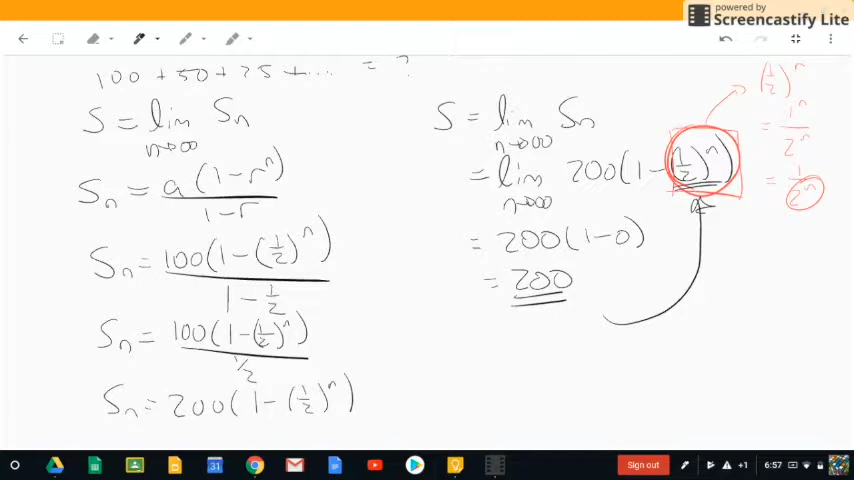 powered by
Screencastify Lite
100 + 50 + 25 + .... = ?
S = lim Sn
n→∞
Sn = a(1-rⁿ)
1-r
Sn = 100(1-(1/2)ⁿ)
1 - 1/2
Sn = 100(1-(1/2)ⁿ)
1/2
Sn = 200(1-(1/2)ⁿ)
S = lim Sn
n→∞
= lim 200(1-(1/2)ⁿ)
n→∞
= 200(1-0)
= 200
(1/2)ⁿ
= 1ⁿ/2ⁿ
= 1/2ⁿ
31
Sign out
+1
6:57